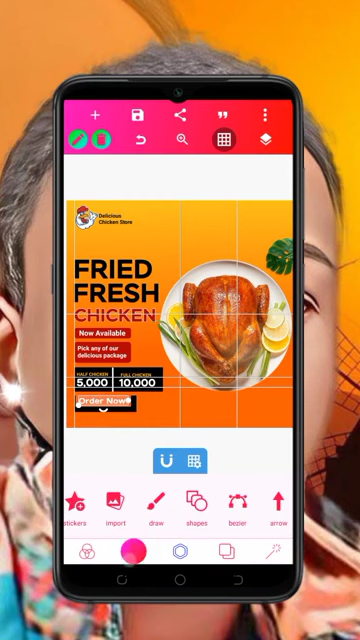 Delicious
Chicken Store
FRIED
FRESH
CHICKEN
Now Available
Pick any of our
delicious package
HALF CHICKEN
5,000
FULL CHICKEN
10,000
Order Now
stickers
import
draw
shapes
bezier
arrow